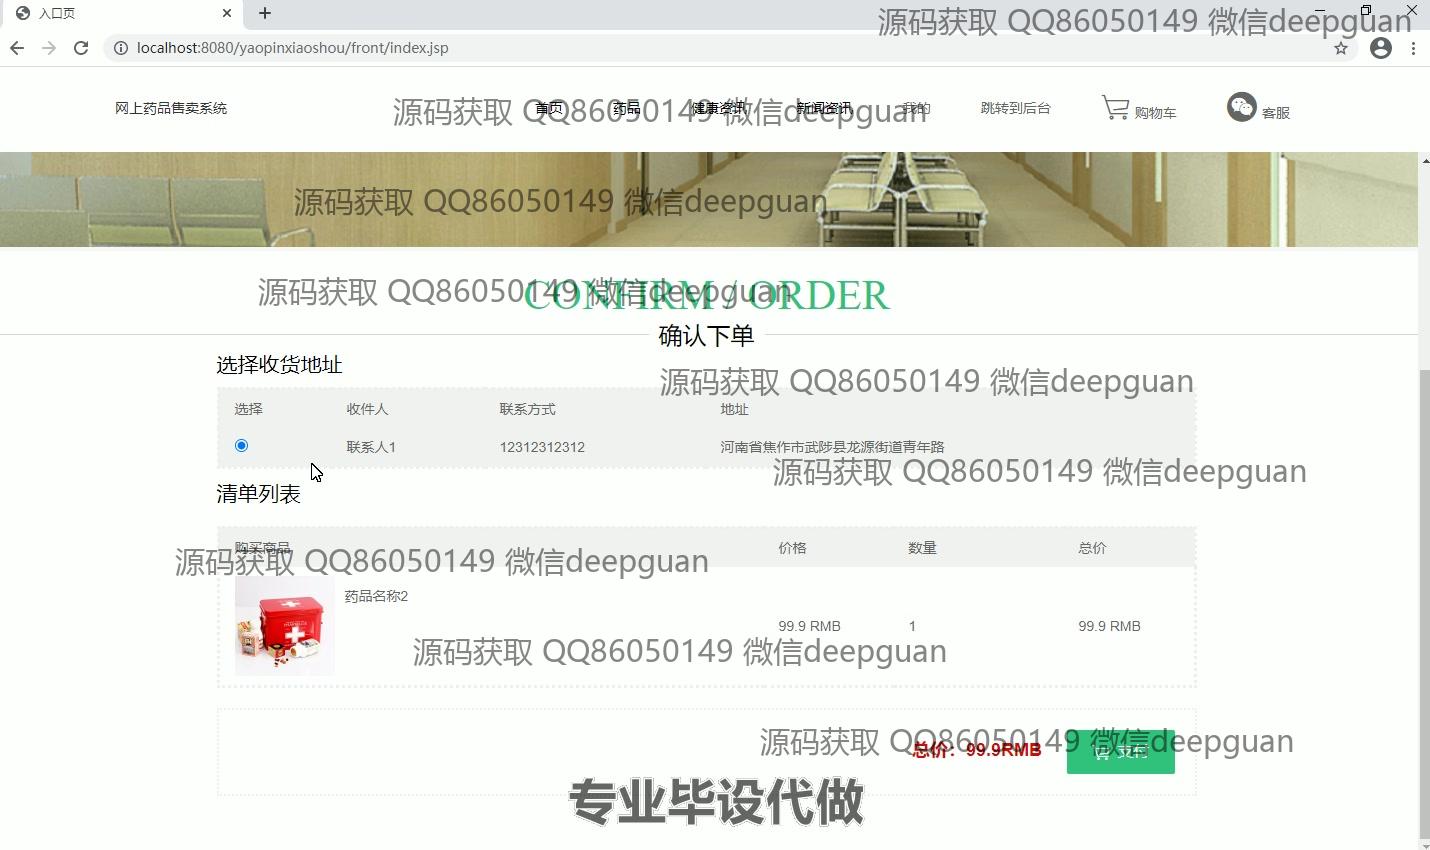 入口页
源码获取 QQ86050149 微信deepguan
localhost:8080/yaopinxiaoshou/front/index.jsp
网上药品售卖系统 首页 药品 健康资讯 新闻资讯 我的 跳转到后台 购物车 客服
源码获取 QQ86050149 微信deepguan
源码获取 QQ86050149 微信deepguan
源码获取 QQ86050149 微信deepguan
CONFIRM / ORDER
确认下单
选择收货地址
源码获取 QQ86050149 微信deepguan
选择 收件人 联系方式 地址
联系人1 12312312312 河南省焦作市武陟县龙源街道青年路
源码获取 QQ86050149 微信deepguan
清单列表
购买商品 价格 数量 总价
源码获取 QQ86050149 微信deepguan
药品名称2
99.9 RMB 1 99.9 RMB
源码获取 QQ86050149 微信deepguan
源码获取 QQ86050149 微信deepguan
总价：99.9RMB 支付
专业毕设代做